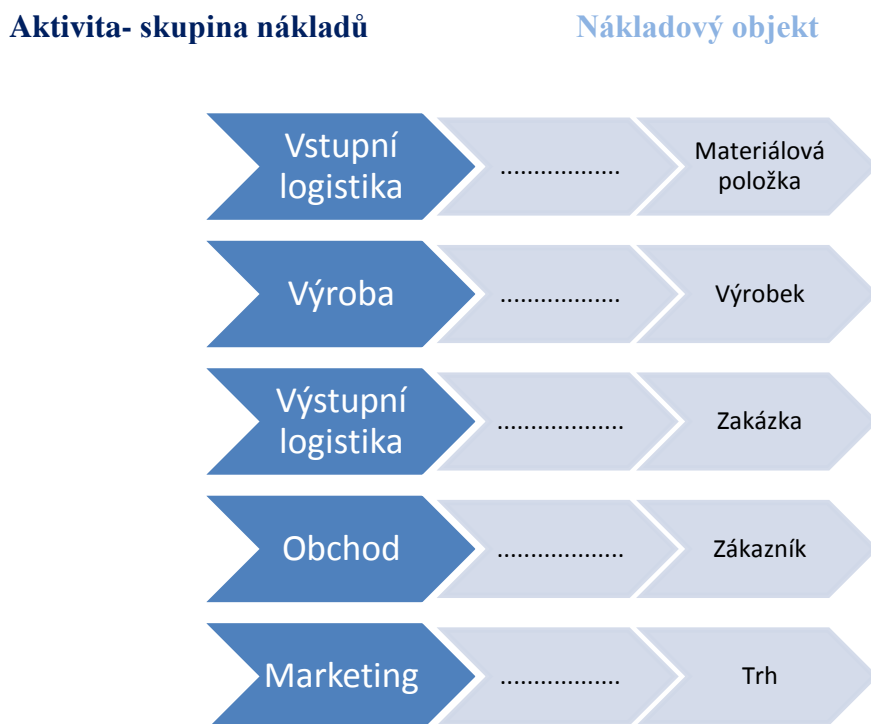 Aktivita- skupina nákladů
Nákladový objekt
Vstupní
logistika
...................
Materiálová
položka
Výroba
...................
Výrobek
Výstupní
logistika
....................
Zakázka
Obchod
....................
Zákazník
Marketing
...................
Trh